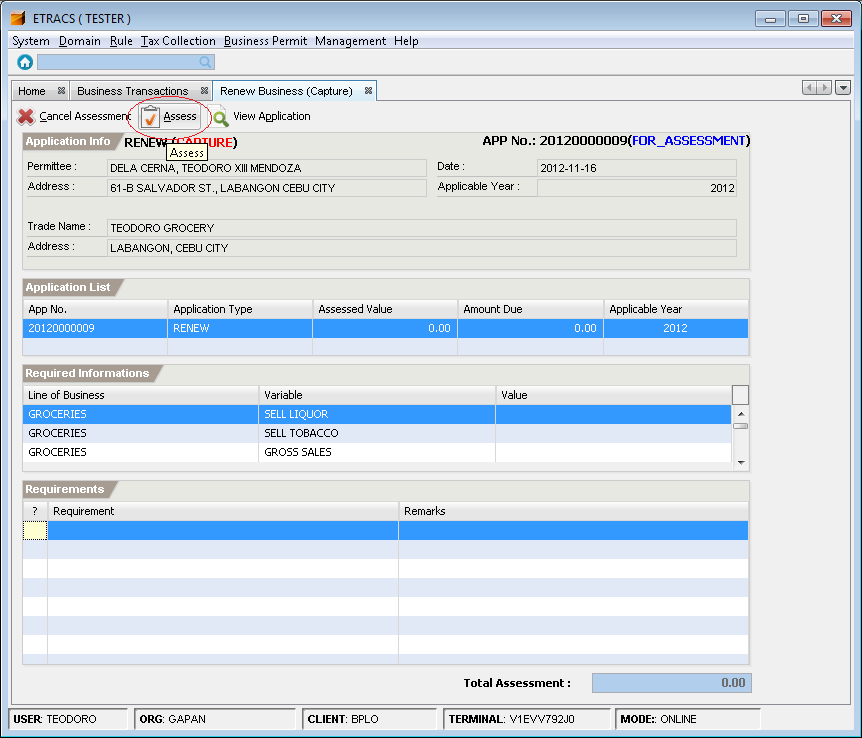 ETRACS ( TESTER )
System Domain Rule Tax Collection Business Permit Management Help
Home Business Transactions Renew Business (Capture)
Cancel Assessment Assess View Application
Application Info RENEW (CAPTURE) APP No.: 20120000009(FOR_ASSESSMENT)
Assess
Permittee : DELA CERNA, TEODORO XIII MENDOZA Date : 2012-11-16
Address : 61-B SALVADOR ST., LABANGON CEBU CITY Applicable Year : 2012
Trade Name : TEODORO GROCERY
Address : LABANGON, CEBU CITY
Application List
App No. Application Type Assessed Value Amount Due Applicable Year
20120000009 RENEW 0.00 0.00 2012
Required Informations
Line of Business Variable Value
GROCERIES SELL LIQUOR
GROCERIES SELL TOBACCO
GROCERIES GROSS SALES
Requirements
? Requirement Remarks
Total Assessment : 0.00
USER: TEODORO ORG: GAPAN CLIENT: BPLO TERMINAL: V1EVV792J0 MODE:: ONLINE